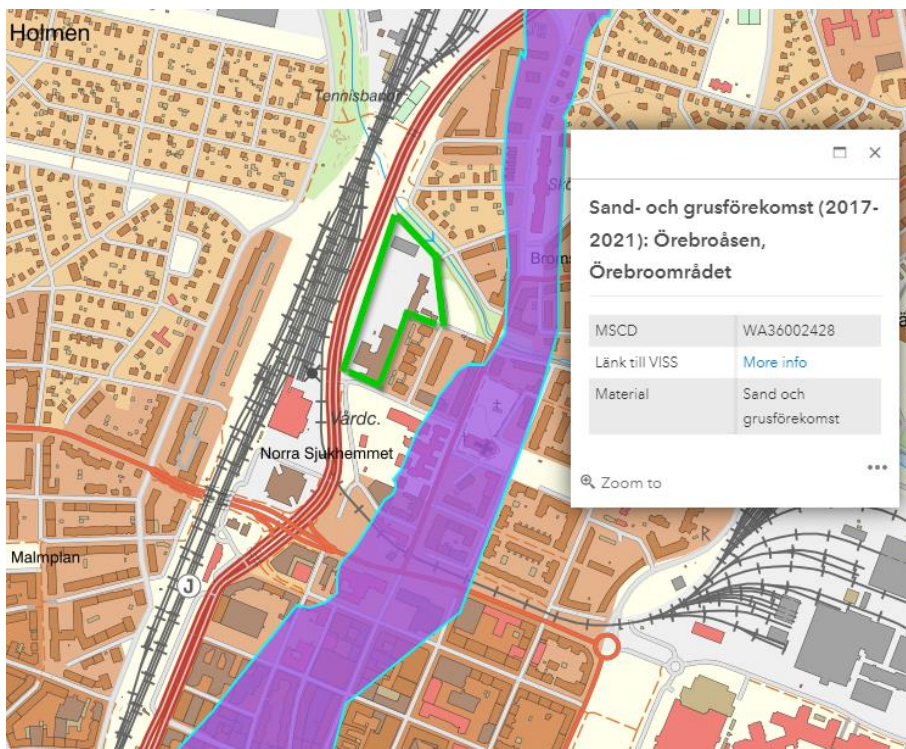 Holmen
Tennisbanor
Sand- och grusförekomst (2017-
2021): Örebroåsen,
Örebroområdet
MSCD
WA36002428
Länk till VISS
More info
Material
Sand och
grusförekomst
Zoom to
Vårdc.
Norra Sjukhemmet
Malmplan
J
R